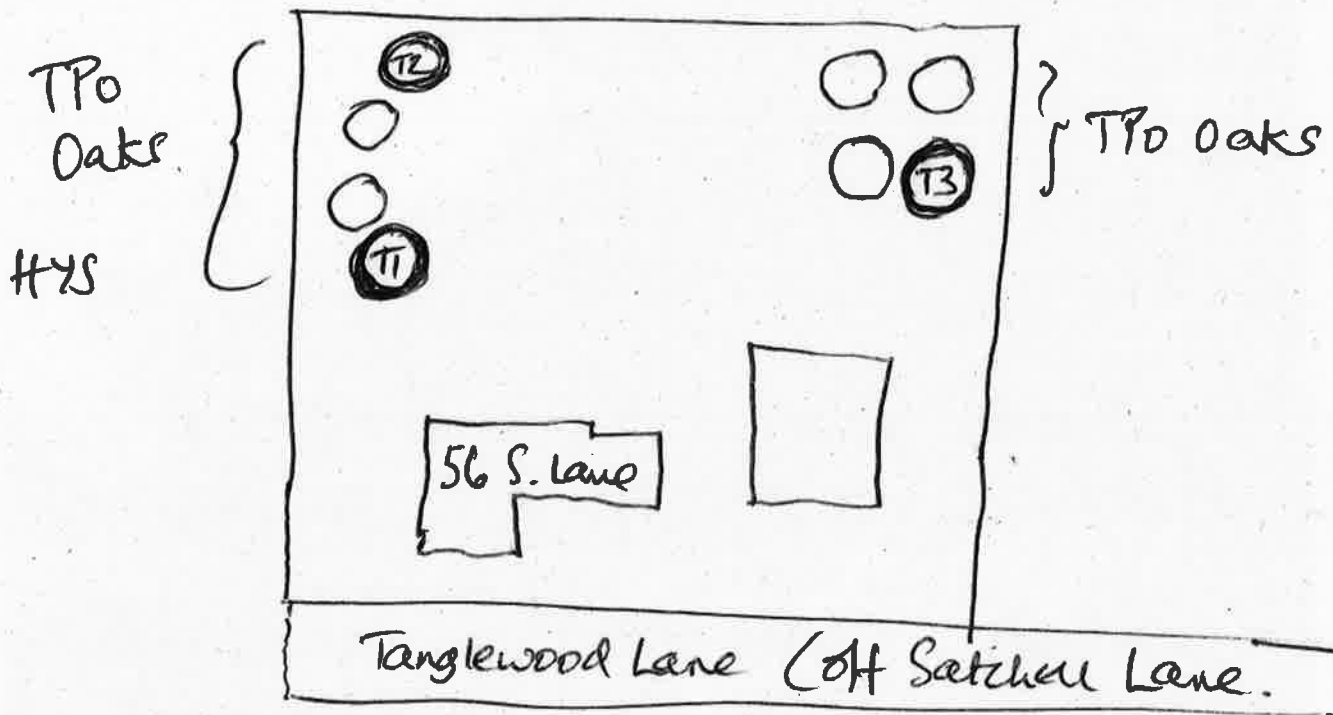 TPO
Oaks
HYS
T2
T1
T3
TPO Oaks
56 S. Lane
Tanglewood Lane (off Satchell Lane.